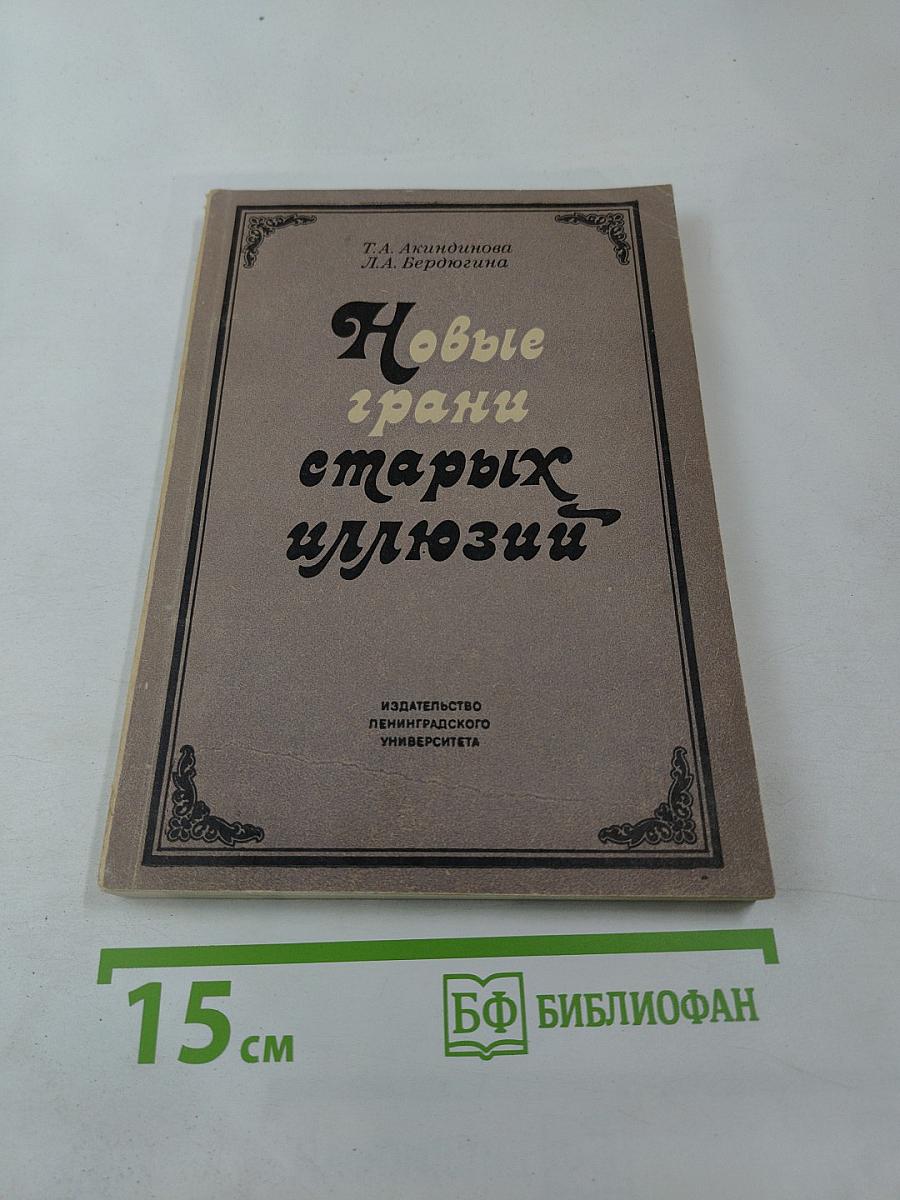 Т.А. Акиндинова
Л.А. Бердюгина
Новые
грани
старых
иллюзий
ИЗДАТЕЛЬСТВО
ЛЕНИНГРАДСКОГО
УНИВЕРСИТЕТА
15 см
БФ БИБЛИОФАН